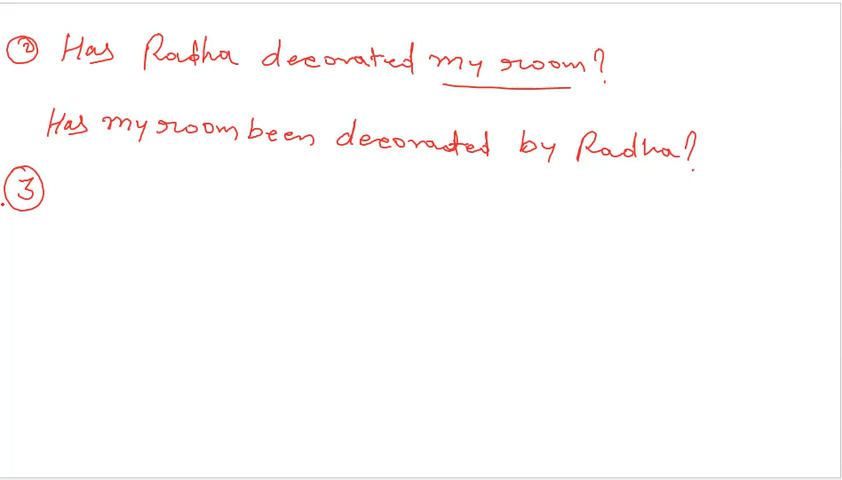 ② Has Radha decorated my room?
Has my room been decorated by Radha?
③